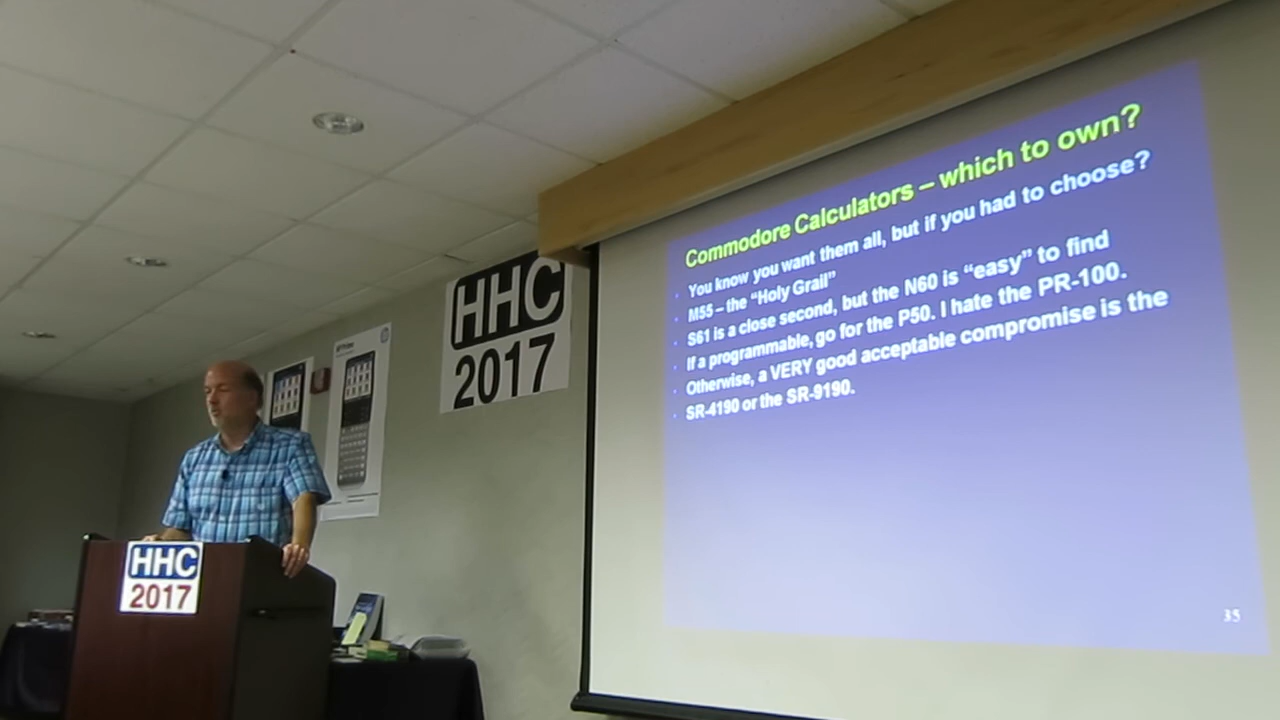 Commodore Calculators – which to own?
You know you want them all, but if you had to choose?
M55 – the “Holy Grail”
S61 is a close second, but the N60 is “easy” to find
If a programmable, go for the P50. I hate the PR-100.
Otherwise, a VERY good acceptable compromise is the
SR-4190 or the SR-9190.
35
HHC
2017
HHC
2017